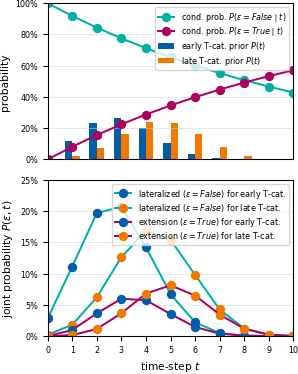 100%
80%
60%
40%
20%
0%
probability
cond. prob. P(ε = False | t)
cond. prob. P(ε = True | t)
early T-cat. prior P(t)
late T-cat. prior P(t)
25%
20%
15%
10%
5%
0%
joint probability P(ε, t)
lateralized (ε = False) for early T-cat.
lateralized (ε = False) for late T-cat.
extension (ε = True) for early T-cat.
extension (ε = True) for late T-cat.
0 1 2 3 4 5 6 7 8 9 10
time-step t